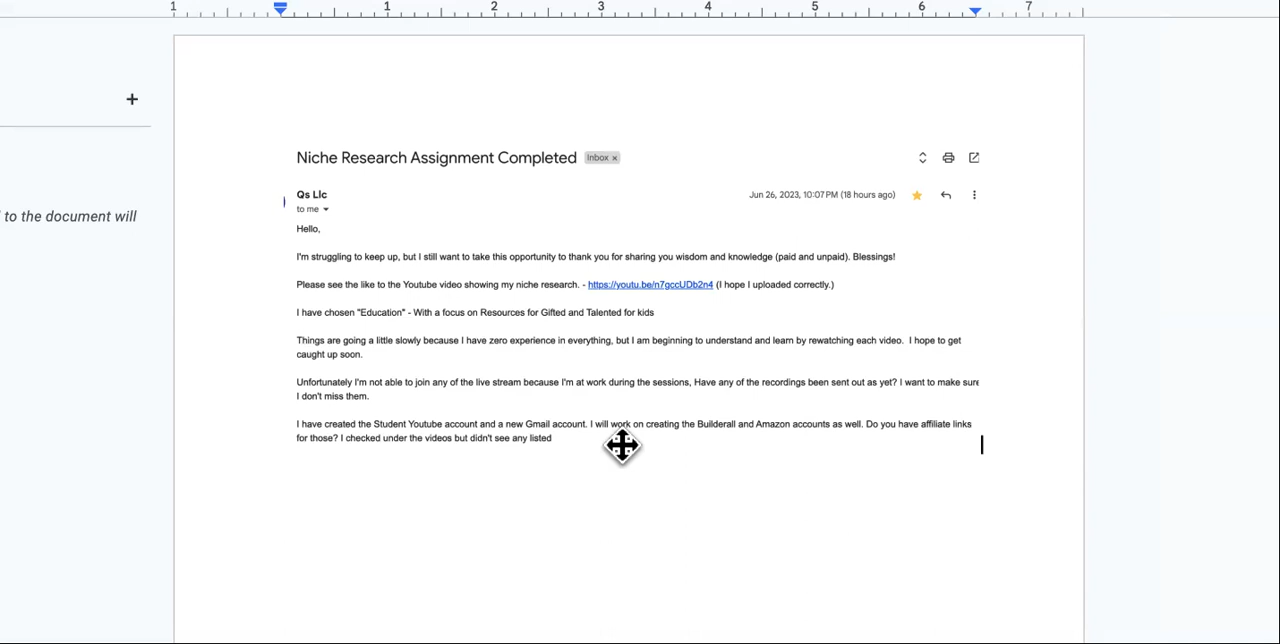 1 1 2 3 4 5 6 7
to the document will
Niche Research Assignment Completed Inbox ×
Qs Llc
Jun 26, 2023, 10:07 PM (18 hours ago)
to me
Hello,
I'm struggling to keep up, but I still want to take this opportunity to thank you for sharing you wisdom and knowledge (paid and unpaid). Blessings!
Please see the like to the Youtube video showing my niche research. - https://youtu.be/n7gccUDb2n4 (I hope I uploaded correctly.)
I have chosen "Education" - With a focus on Resources for Gifted and Talented for kids
Things are going a little slowly because I have zero experience in everything, but I am beginning to understand and learn by rewatching each video. I hope to get
caught up soon.
Unfortunately I'm not able to join any of the live stream because I'm at work during the sessions, Have any of the recordings been sent out as yet? I want to make sure
I don't miss them.
I have created the Student Youtube account and a new Gmail account. I will work on creating the Builderall and Amazon accounts as well. Do you have affiliate links
for those? I checked under the videos but didn't see any listed